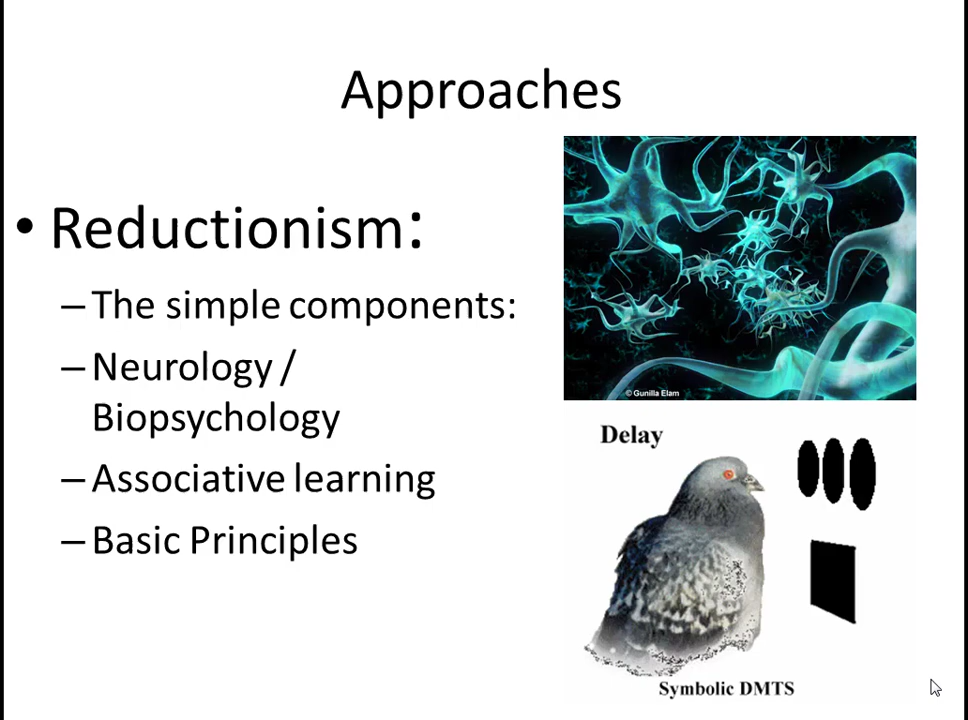 Approaches
• Reductionism:
– The simple components:
– Neurology /
Biopsychology
– Associative learning
– Basic Principles
© Gunilla Elam
Delay
Symbolic DMTS